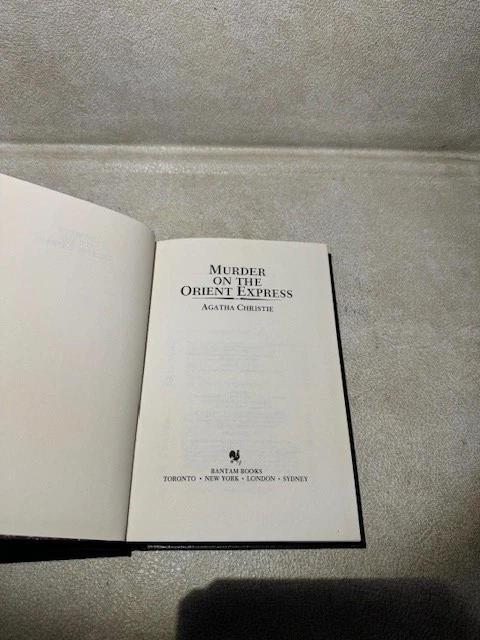 MURDER
ON THE
ORIENT EXPRESS
AGATHA CHRISTIE
BANTAM BOOKS
TORONTO • NEW YORK • LONDON • SYDNEY